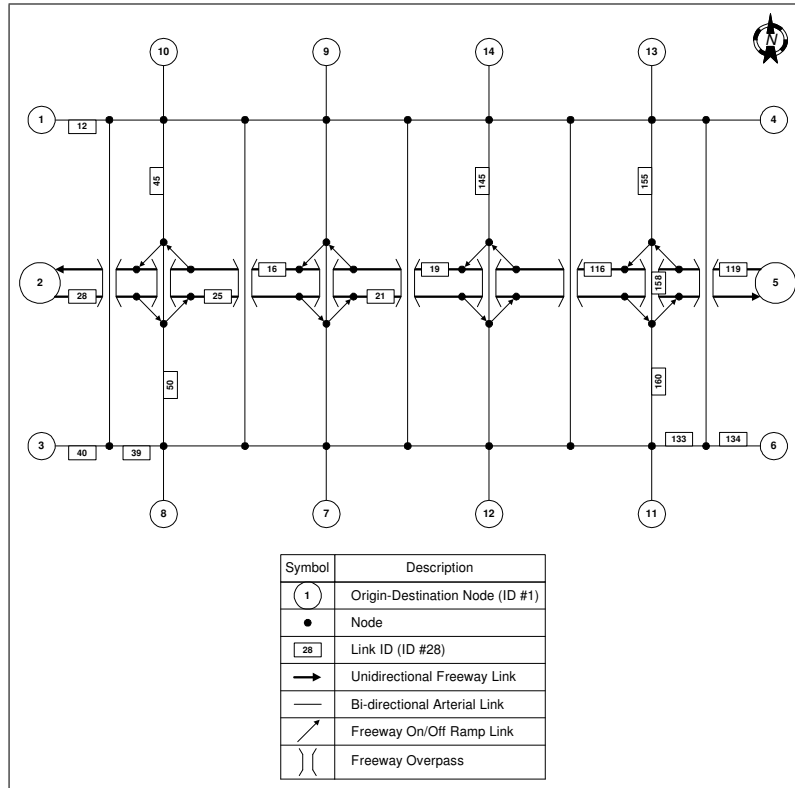 N
10 9 14 13
1 12 4
45 145 155
2 16 19 116 158 119 5
28 25 21
50 160
3 40 39 133 134 6
8 7 12 11
Symbol Description
1 Origin-Destination Node (ID #1)
Node
28 Link ID (ID #28)
Unidirectional Freeway Link
Bi-directional Arterial Link
Freeway On/Off Ramp Link
Freeway Overpass